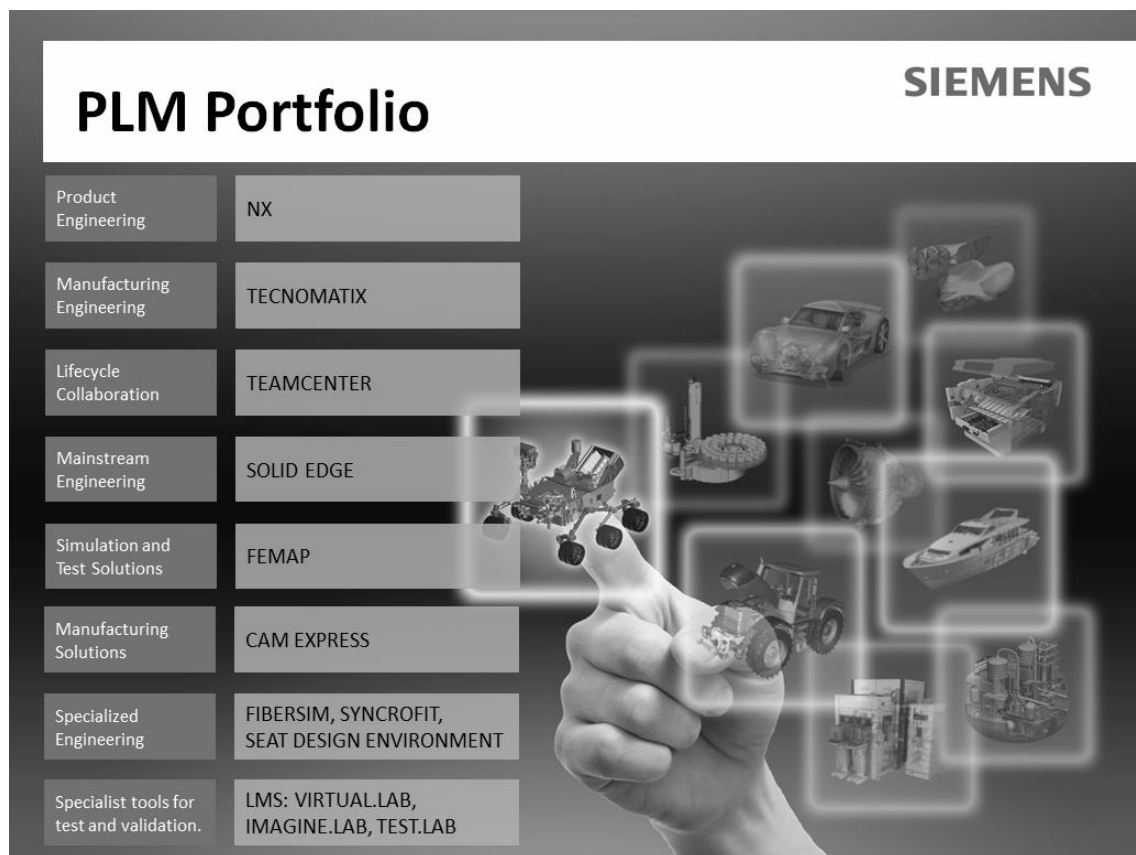 PLM Portfolio
SIEMENS
Product
Engineering
NX
Manufacturing
Engineering
TECNOMATIX
Lifecycle
Collaboration
TEAMCENTER
Mainstream
Engineering
SOLID EDGE
Simulation and
Test Solutions
FEMAP
Manufacturing
Solutions
CAM EXPRESS
Specialized
Engineering
FIBERSIM, SYNCROFIT,
SEAT DESIGN ENVIRONMENT
Specialist tools for
test and validation.
LMS: VIRTUAL.LAB,
IMAGINE.LAB, TEST.LAB